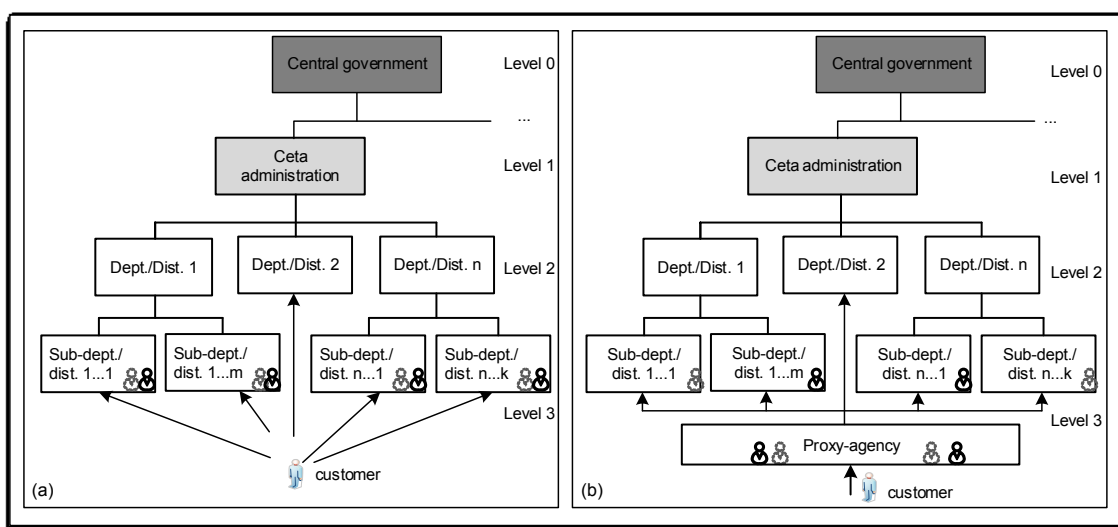 Central government
Level 0
...
Ceta
administration
Level 1
Dept./Dist. 1
Dept./Dist. 2
Dept./Dist. n
Level 2
Sub-dept./
dist. 1...1
Sub-dept./
dist. 1...m
Sub-dept./
dist. n...1
Sub-dept./
dist. n...k
Level 3
customer
(a)
Central government
Level 0
...
Ceta administration
Level 1
Dept./Dist. 1
Dept./Dist. 2
Dept./Dist. n
Level 2
Sub-dept./
dist. 1...1
Sub-dept./
dist. 1...m
Sub-dept./
dist. n...1
Sub-dept./
dist. n...k
Level 3
Proxy-agency
customer
(b)